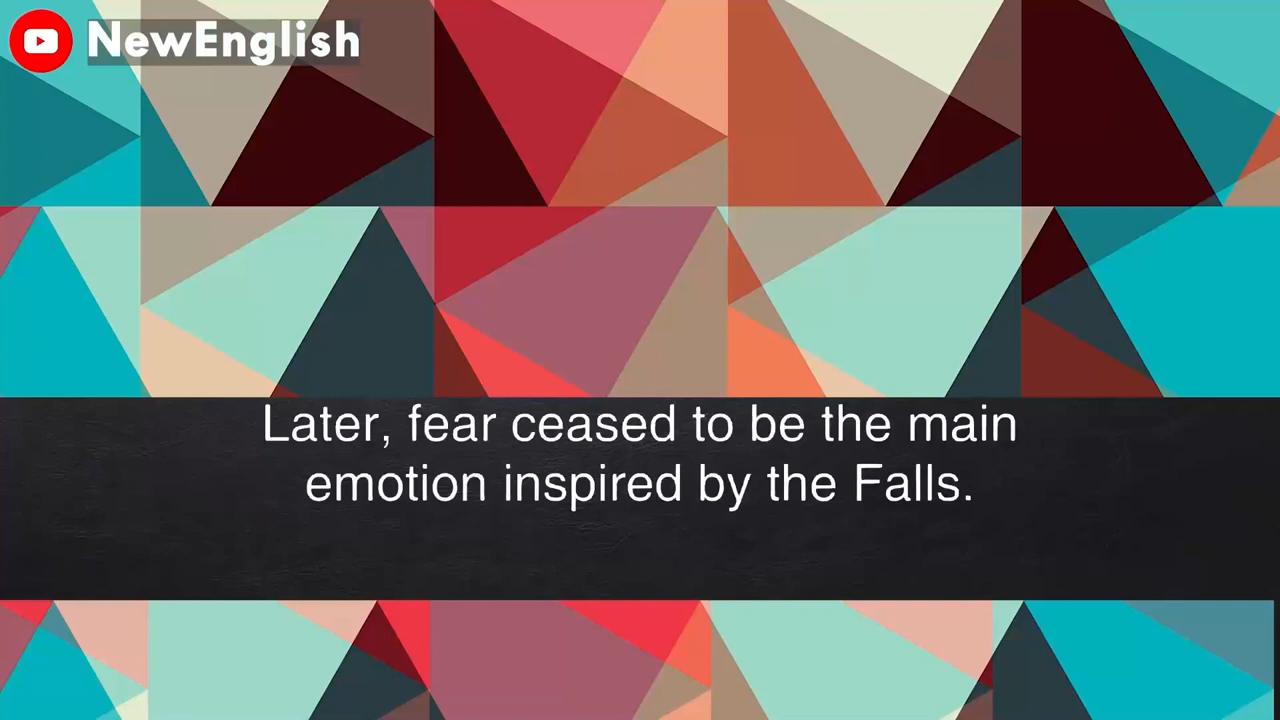 NewEnglish
Later, fear ceased to be the main
emotion inspired by the Falls.